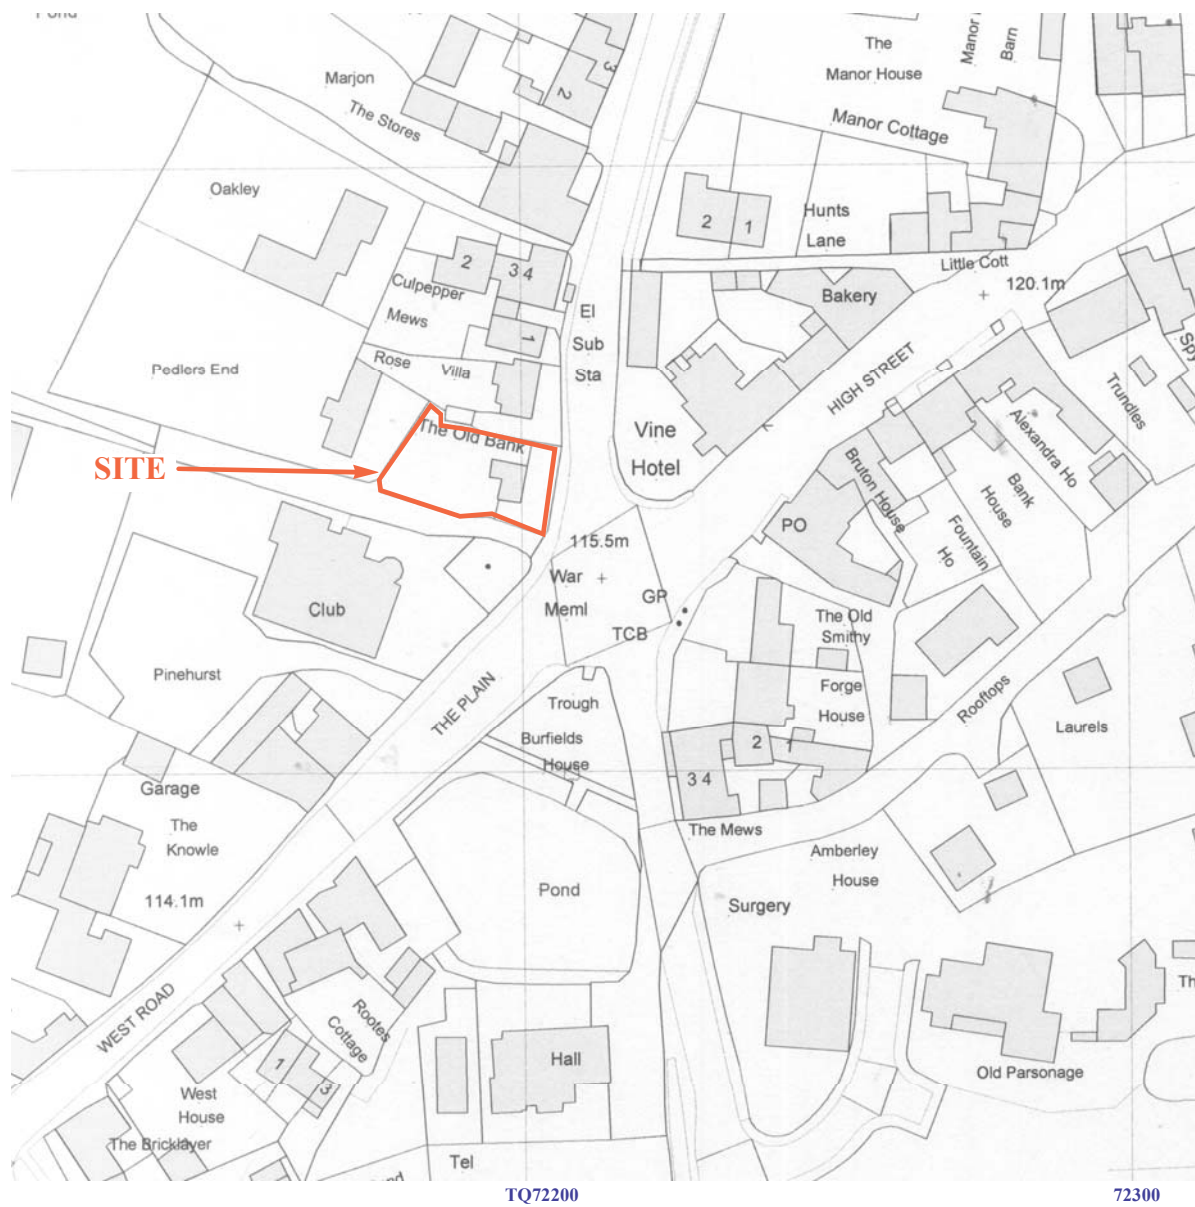 Pond
Marjon
The Stores
2
3
The
Manor House
Manor
Barn
Manor Cottage
Oakley
2
1
Hunts
Lane
Little Cott
120.1m
Culpepper
Mews
2
3 4
1
El
Sub
Sta
Bakery
Rose Villa
Pedlers End
HIGH STREET
Trundles
Alexandra Ho
The Old Bank
SITE
Vine
Hotel
Bruton House
Bank
House
Fountain
Ho
PO
115.5m
War
Meml
GP
TCB
Club
The Old
Smithy
Pinehurst
Forge
House
Rooftops
Laurels
THE PLAIN
Trough
Burfields
House
2
1
3 4
Garage
The
Knowle
The Mews
Amberley
House
114.1m
Pond
Surgery
WEST ROAD
Rootes
Cottage
1
3
Hall
Old Parsonage
West
House
The Bricklayer
Tel
TQ72200
72300